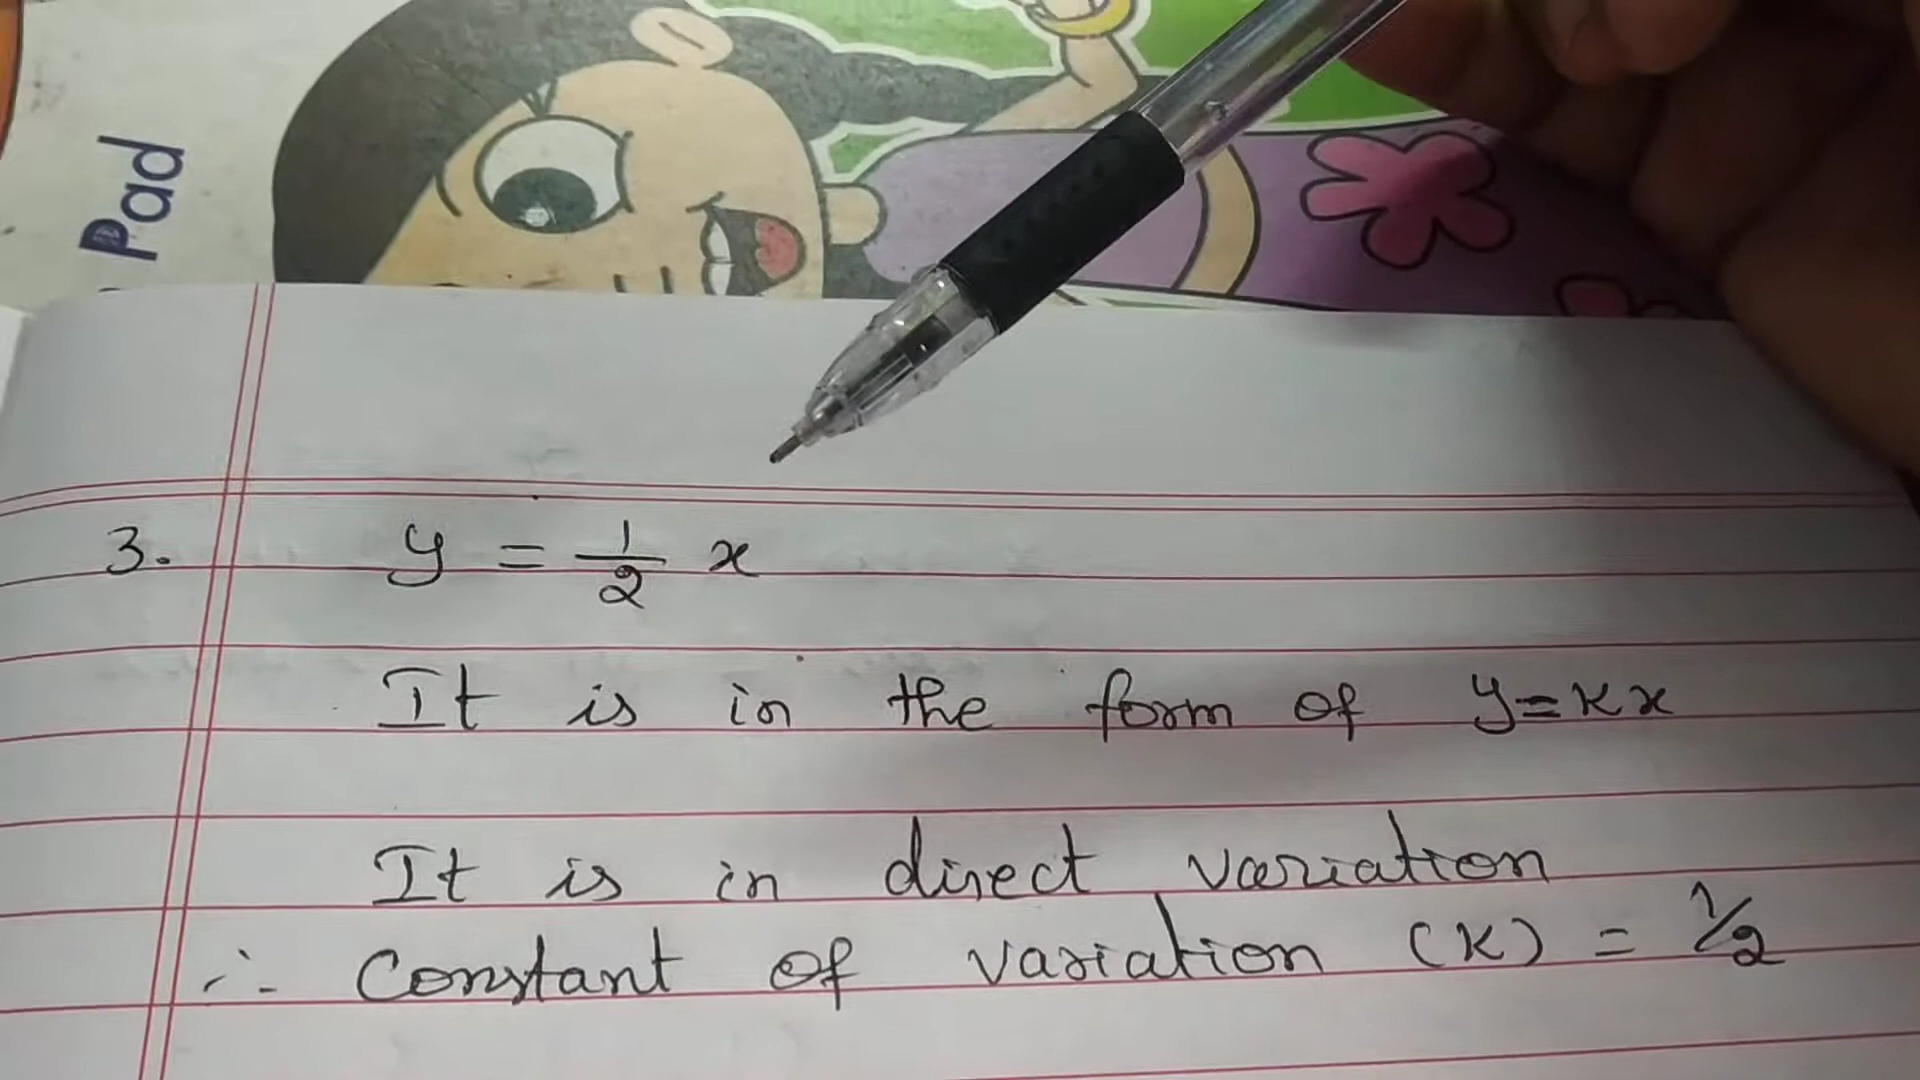 Pad
3. y = 1/2 x
It is in the form of y=kx
It is in direct variation
∴ Constant of variation (K) = 1/2